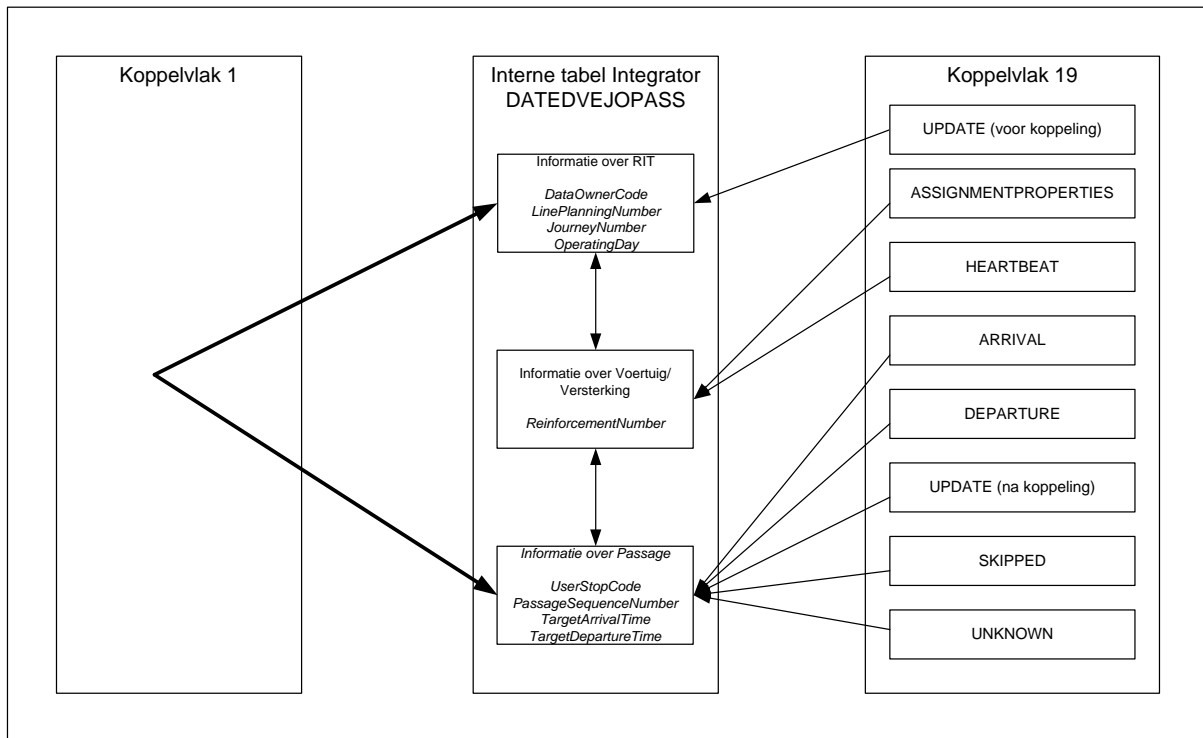 Koppelvlak 1
Interne tabel Integrator
DATEDVEJOPASS
Informatie over RIT
DataOwnerCode
LinePlanningNumber
JourneyNumber
OperatingDay
Informatie over Voertuig/
Versterking
ReinforcementNumber
Informatie over Passage
UserStopCode
PassageSequenceNumber
TargetArrivalTime
TargetDepartureTime
Koppelvlak 19
UPDATE (voor koppeling)
ASSIGNMENTPROPERTIES
HEARTBEAT
ARRIVAL
DEPARTURE
UPDATE (na koppeling)
SKIPPED
UNKNOWN